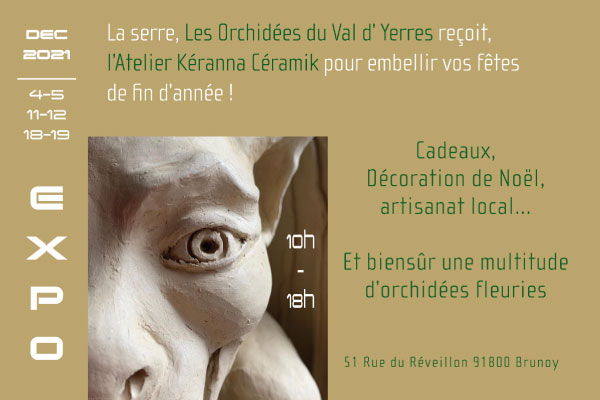 DEC
2021
4-5
11-12
18-19
EXPO
La serre, Les Orchidées du Val d' Yerres reçoit,
l'Atelier Kéranna Céramik pour embellir vos fêtes
de fin d'année !
10h
-
18h
Cadeaux,
Décoration de Noël,
artisanat local...
Et biensûr une multitude
d'orchidées fleuries
51 Rue du Réveillon 91800 Brunoy